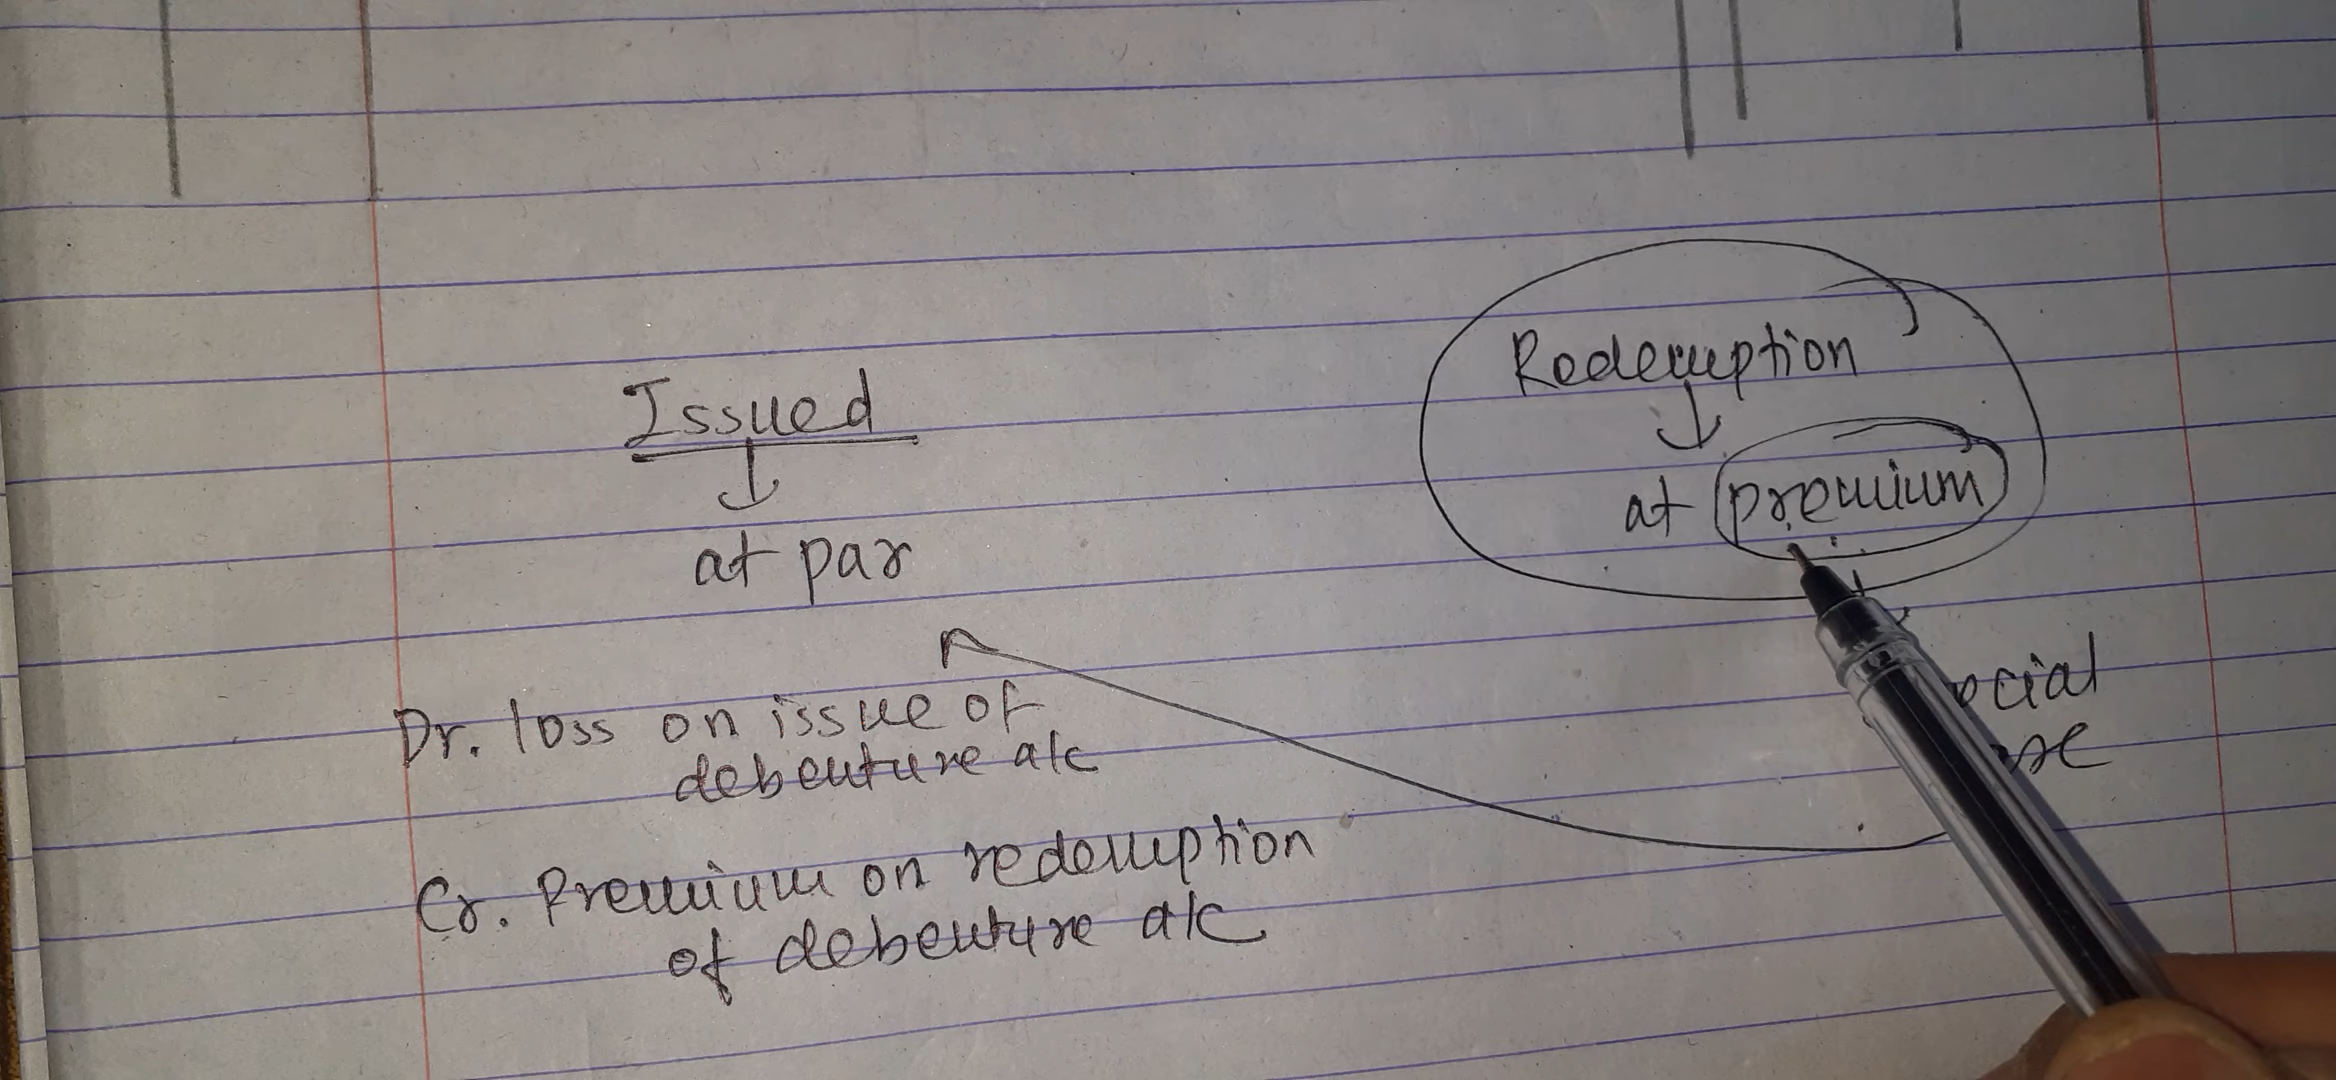 Issued
at par
Redemption
at premium
Dr. loss on issue of
debenture a/c
Cr. Premium on redemption
of debenture a/c